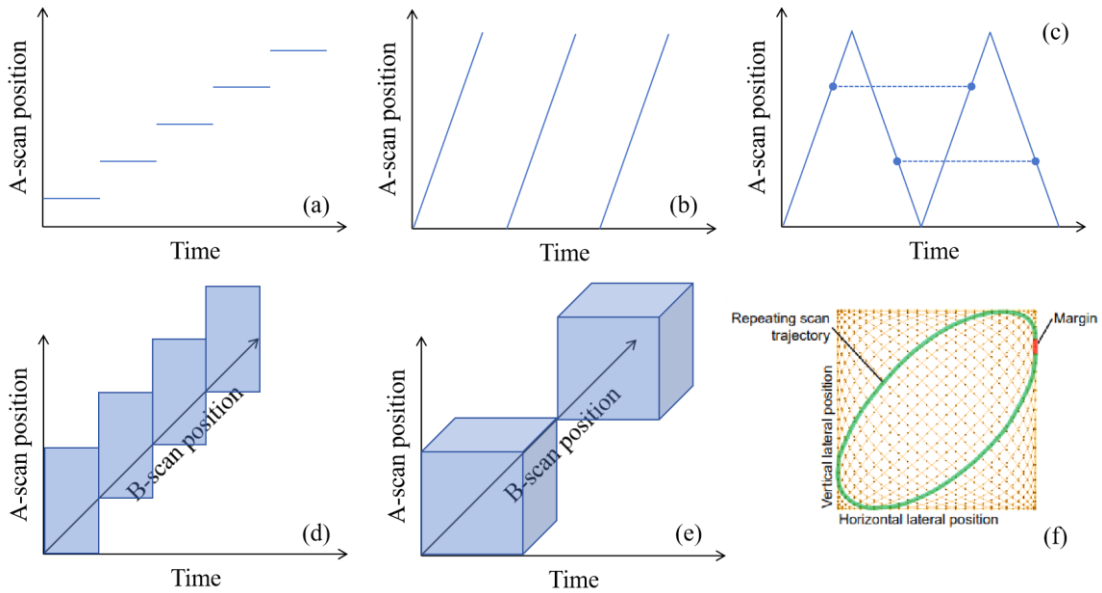 A-scan position
(a)
Time
A-scan position
(b)
Time
A-scan position
(c)
Time
A-scan position
B-scan position
(d)
Time
A-scan position
B-scan position
(e)
Time
Repeating scan
trajectory
Margin
Vertical lateral position
Horizontal lateral position
(f)